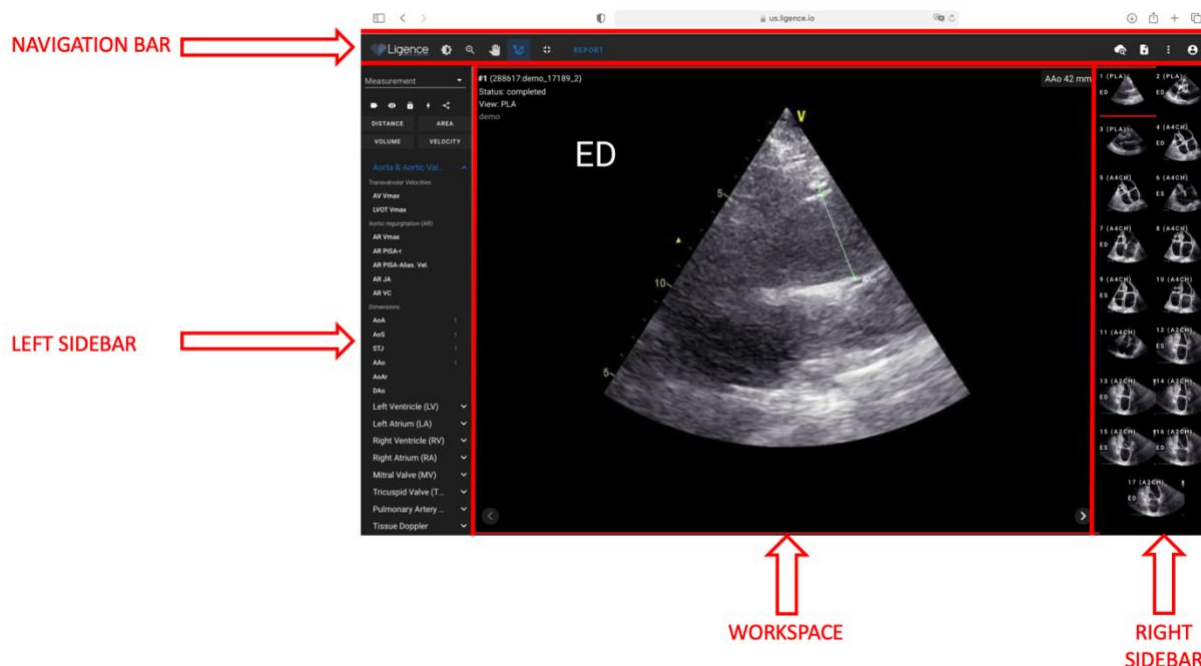 us.ligence.io
NAVIGATION BAR
Ligence
REPORT
Measurement
DISTANCE AREA
VOLUME VELOCITY
Aorta & Aortic Val...
Transvalvular Velocities
AV Vmax
LVOT Vmax
Aortic regurgitation (AR)
AR Vmax
AR PISA-r
AR PISA-Alias. Vel.
AR JA
AR VC
Dimensions
AoA 1
AoS 1
STJ 1
AAo 1
AoAr
DAo
Left Ventricle (LV)
Left Atrium (LA)
Right Ventricle (RV)
Right Atrium (RA)
Mitral Valve (MV)
Tricuspid Valve (T...
Pulmonary Artery ...
Tissue Doppler
LEFT SIDEBAR
#1 (288617:demo_17189_2)
Status: completed
View: PLA
demo
AAo 42 mm
ED
V
5
10
5
1 (PLA) 2 (PLA)
ED
3 (PLA) 4 (A4CH)
ED
5 (A4CH) 6 (A4CH)
ES
7 (A4CH) 8 (A4CH)
ED
9 (A4CH) 10 (A4CH)
ES
11 (A4CH) 12 (A2CH)
ES
13 (A2CH) 14 (A2CH)
ED
15 (A2CH) 16 (A2CH)
ES
17 (A2CH)
ED
WORKSPACE
RIGHT
SIDEBAR